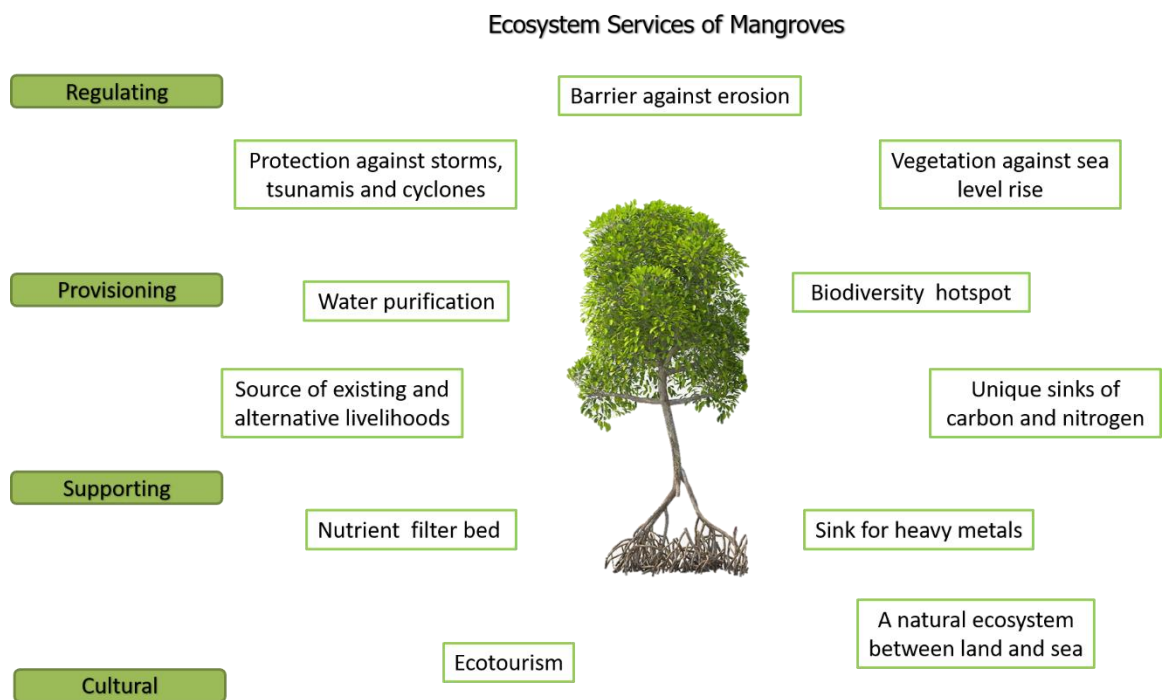 Ecosystem Services of Mangroves
Regulating
Barrier against erosion
Protection against storms,
tsunamis and cyclones
Vegetation against sea
level rise
Provisioning
Water purification
Biodiversity hotspot
Source of existing and
alternative livelihoods
Unique sinks of
carbon and nitrogen
Supporting
Nutrient filter bed
Sink for heavy metals
A natural ecosystem
between land and sea
Ecotourism
Cultural